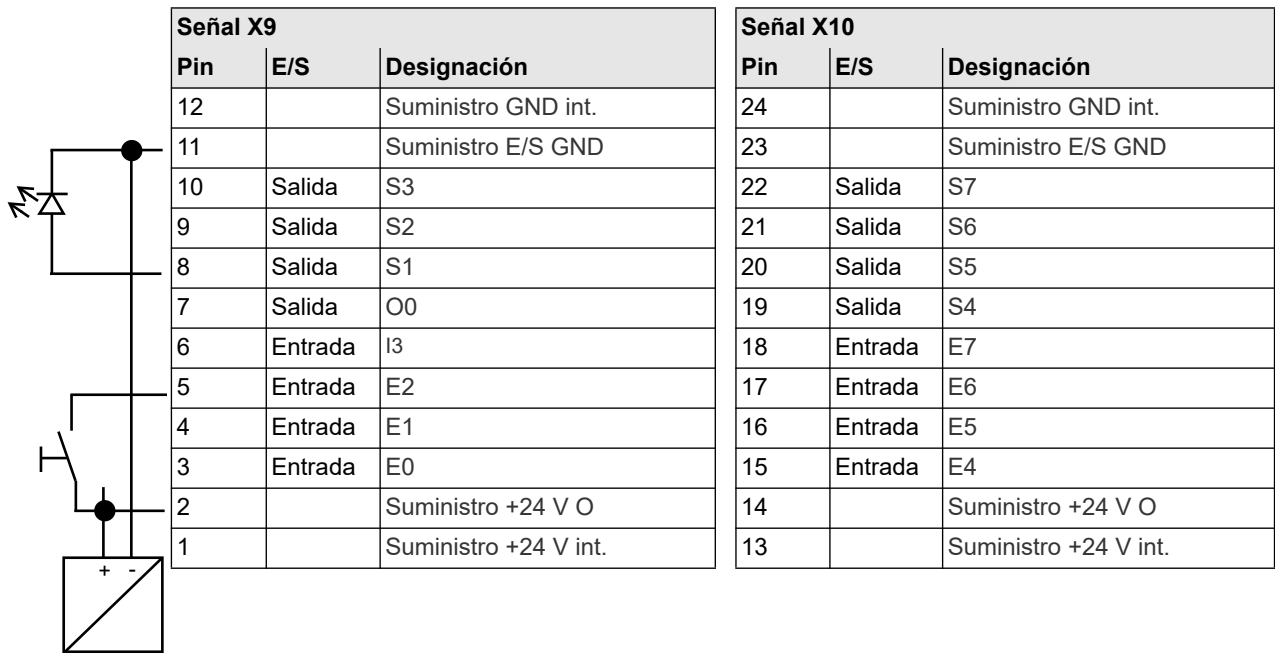 Señal X9
Pin E/S Designación
12 Suministro GND int.
11 Suministro E/S GND
10 Salida S3
9 Salida S2
8 Salida S1
7 Salida O0
6 Entrada I3
5 Entrada E2
4 Entrada E1
3 Entrada E0
2 Suministro +24 V O
1 Suministro +24 V int.
+ -
Señal X10
Pin E/S Designación
24 Suministro GND int.
23 Suministro E/S GND
22 Salida S7
21 Salida S6
20 Salida S5
19 Salida S4
18 Entrada E7
17 Entrada E6
16 Entrada E5
15 Entrada E4
14 Suministro +24 V O
13 Suministro +24 V int.